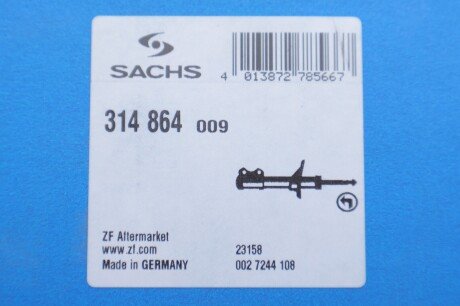 SACHS
4 013872 785667
314 864 009
ZF Aftermarket
www.zf.com 23158
Made in GERMANY 002 7244 108